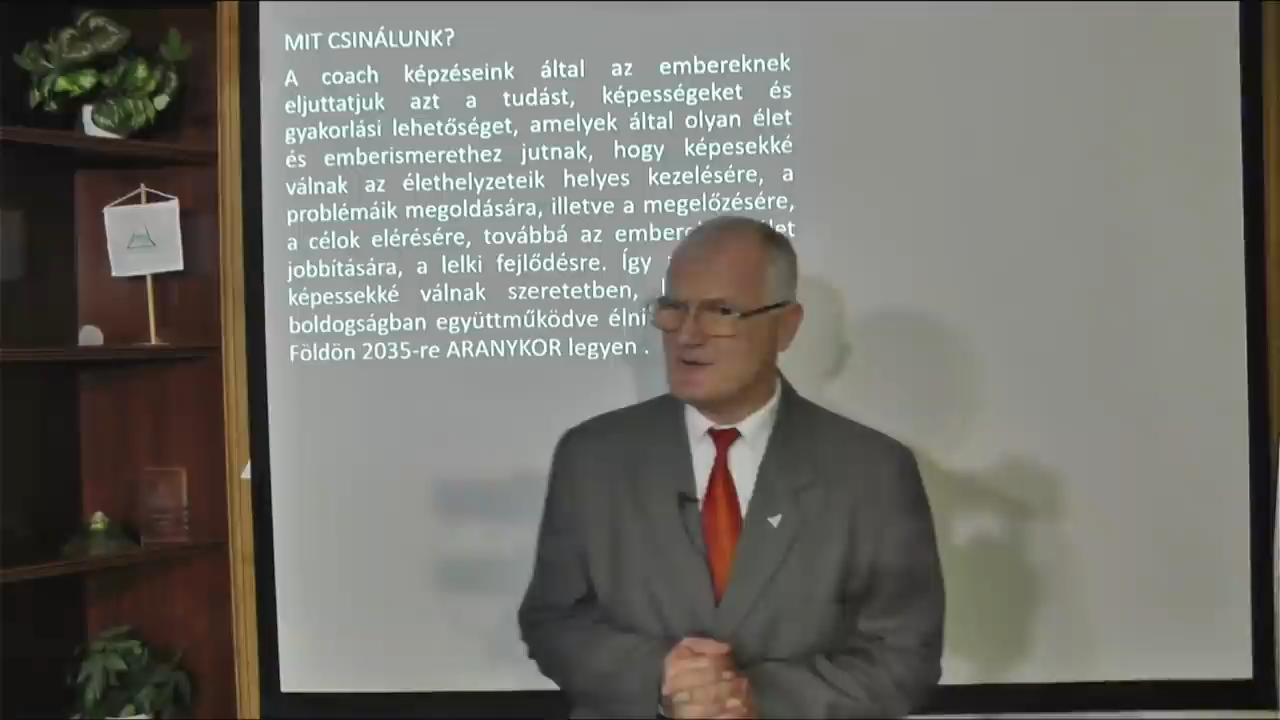 MIT CSINÁLUNK?
A coach képzéseink által az embereknek
eljuttatjuk azt a tudást, képességeket és
gyakorlási lehetőséget, amelyek által olyan élet
és emberismerethez jutnak, hogy képesekké
válnak az élethelyzeteik helyes kezelésére, a
problémáik megoldására, illetve a megelőzésére,
a célok elérésére, továbbá az
jobbítására, a lelki fejlődésre. Így
képessekké válnak szeretetben,
boldogságban együttműködve
Földön 2035-re ARANYKOR legyen .